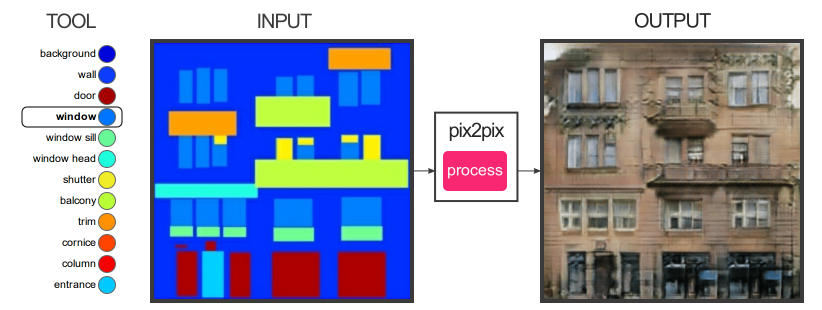 TOOL
INPUT
OUTPUT
background
wall
door
window
window sill
window head
shutter
balcony
trim
cornice
column
entrance
pix2pix
process